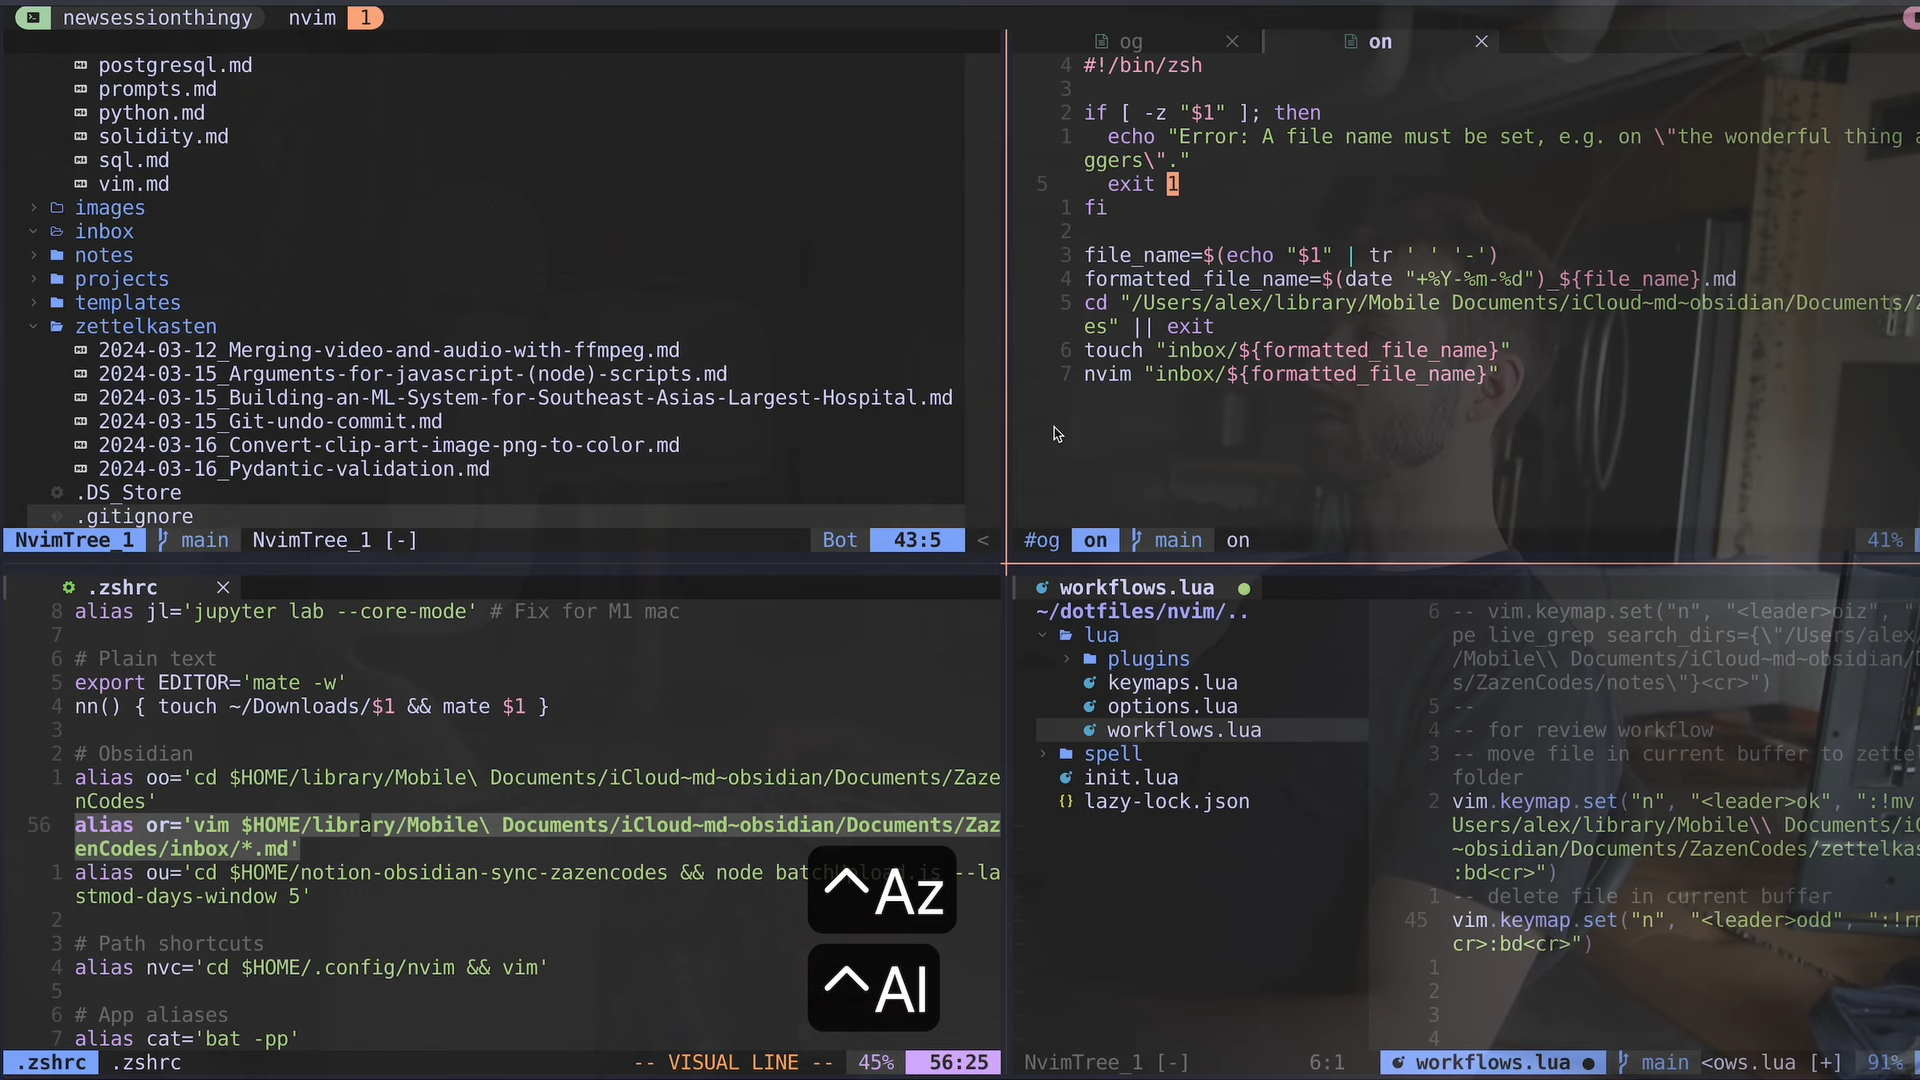 newsessionthingy nvim 1
postgresql.md
prompts.md
python.md
solidity.md
sql.md
vim.md
images
inbox
notes
projects
templates
zettelkasten
2024-03-12_Merging-video-and-audio-with-ffmpeg.md
2024-03-15_Arguments-for-javascript-(node)-scripts.md
2024-03-15_Building-an-ML-System-for-Southeast-Asias-Largest-Hospital.md
2024-03-15_Git-undo-commit.md
2024-03-16_Convert-clip-art-image-png-to-color.md
2024-03-16_Pydantic-validation.md
.DS_Store
.gitignore
NvimTree_1 main NvimTree_1 [-] Bot 43:5 <
og on
4 #!/bin/zsh
3
2 if [ -z "$1" ]; then
1 echo "Error: A file name must be set, e.g. on \"the wonderful thing a
ggers\"."
5 exit 1
1 fi
2
3 file_name=$(echo "$1" | tr ' ' '-')
4 formatted_file_name=$(date "+%Y-%m-%d")_${file_name}.md
5 cd "/Users/alex/library/Mobile Documents/iCloud~md~obsidian/Documents/Z
es" || exit
6 touch "inbox/${formatted_file_name}"
7 nvim "inbox/${formatted_file_name}"
#og on main on 41%
.zshrc
8 alias jl='jupyter lab --core-mode' # Fix for M1 mac
7
6 # Plain text
5 export EDITOR='mate -w'
4 nn() { touch ~/Downloads/$1 && mate $1 }
3
2 # Obsidian
1 alias oo='cd $HOME/library/Mobile\ Documents/iCloud~md~obsidian/Documents/Zaze
nCodes'
56 alias or='vim $HOME/library/Mobile\ Documents/iCloud~md~obsidian/Documents/Zaz
enCodes/inbox/*.md'
1 alias ou='cd $HOME/notion-obsidian-sync-zazencodes && node --la
stmod-days-window 5'
2
3 # Path shortcuts
4 alias nvc='cd $HOME/.config/nvim && vim'
5
6 # App aliases
7 alias cat='bat -pp'
^Az
^Al
.zshrc .zshrc -- VISUAL LINE -- 45% 56:25
workflows.lua
~/dotfiles/nvim/..
lua
plugins
keymaps.lua
options.lua
workflows.lua
spell
init.lua
lazy-lock.json
6 -- vim.keymap.set("n", "<leader>oiz", "
pe live_grep search_dirs={\"/Users/alex
/Mobile\\ Documents/iCloud~md~obsidian/D
s/ZazenCodes/notes\"}<cr>")
5 --
4 -- for review workflow
3 -- move file in current buffer to zettel
folder
2 vim.keymap.set("n", "<leader>ok", ":!mv
Users/alex/library/Mobile\\ Documents/iC
~obsidian/Documents/ZazenCodes/zettelkas
:bd<cr>")
1 -- delete file in current buffer
45 vim.keymap.set("n", "<leader>odd", ":!rm
cr>:bd<cr>")
1
2
3
4
NvimTree_1 [-] 6:1 workflows.lua main <ows.lua [+] 91%